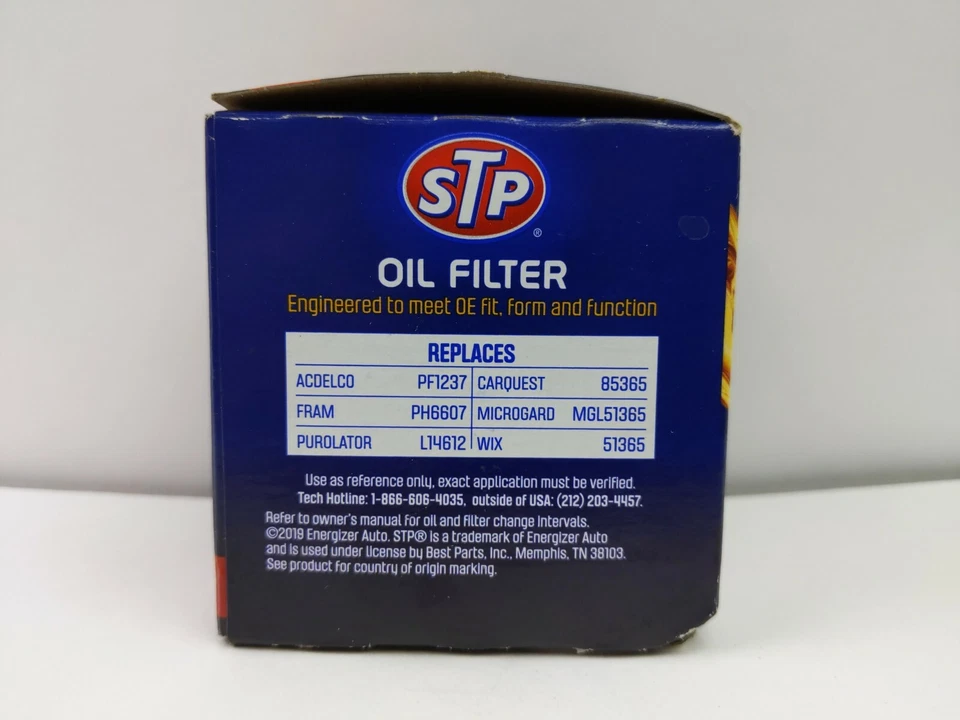 STP®
OIL FILTER
Engineered to meet OE fit, form and function
REPLACES
ACDELCO PF1237 CARQUEST 85365
FRAM PH6607 MICROGARD MGL51365
PUROLATOR L14612 WIX 51365
Use as reference only, exact application must be verified.
Tech Hotline: 1-866-606-4035, outside of USA: (212) 203-4457.
Refer to owner's manual for oil and filter change intervals.
©2019 Energizer Auto. STP® is a trademark of Energizer Auto
and is used under license by Best Parts, Inc., Memphis, TN 38103.
See product for country of origin marking.